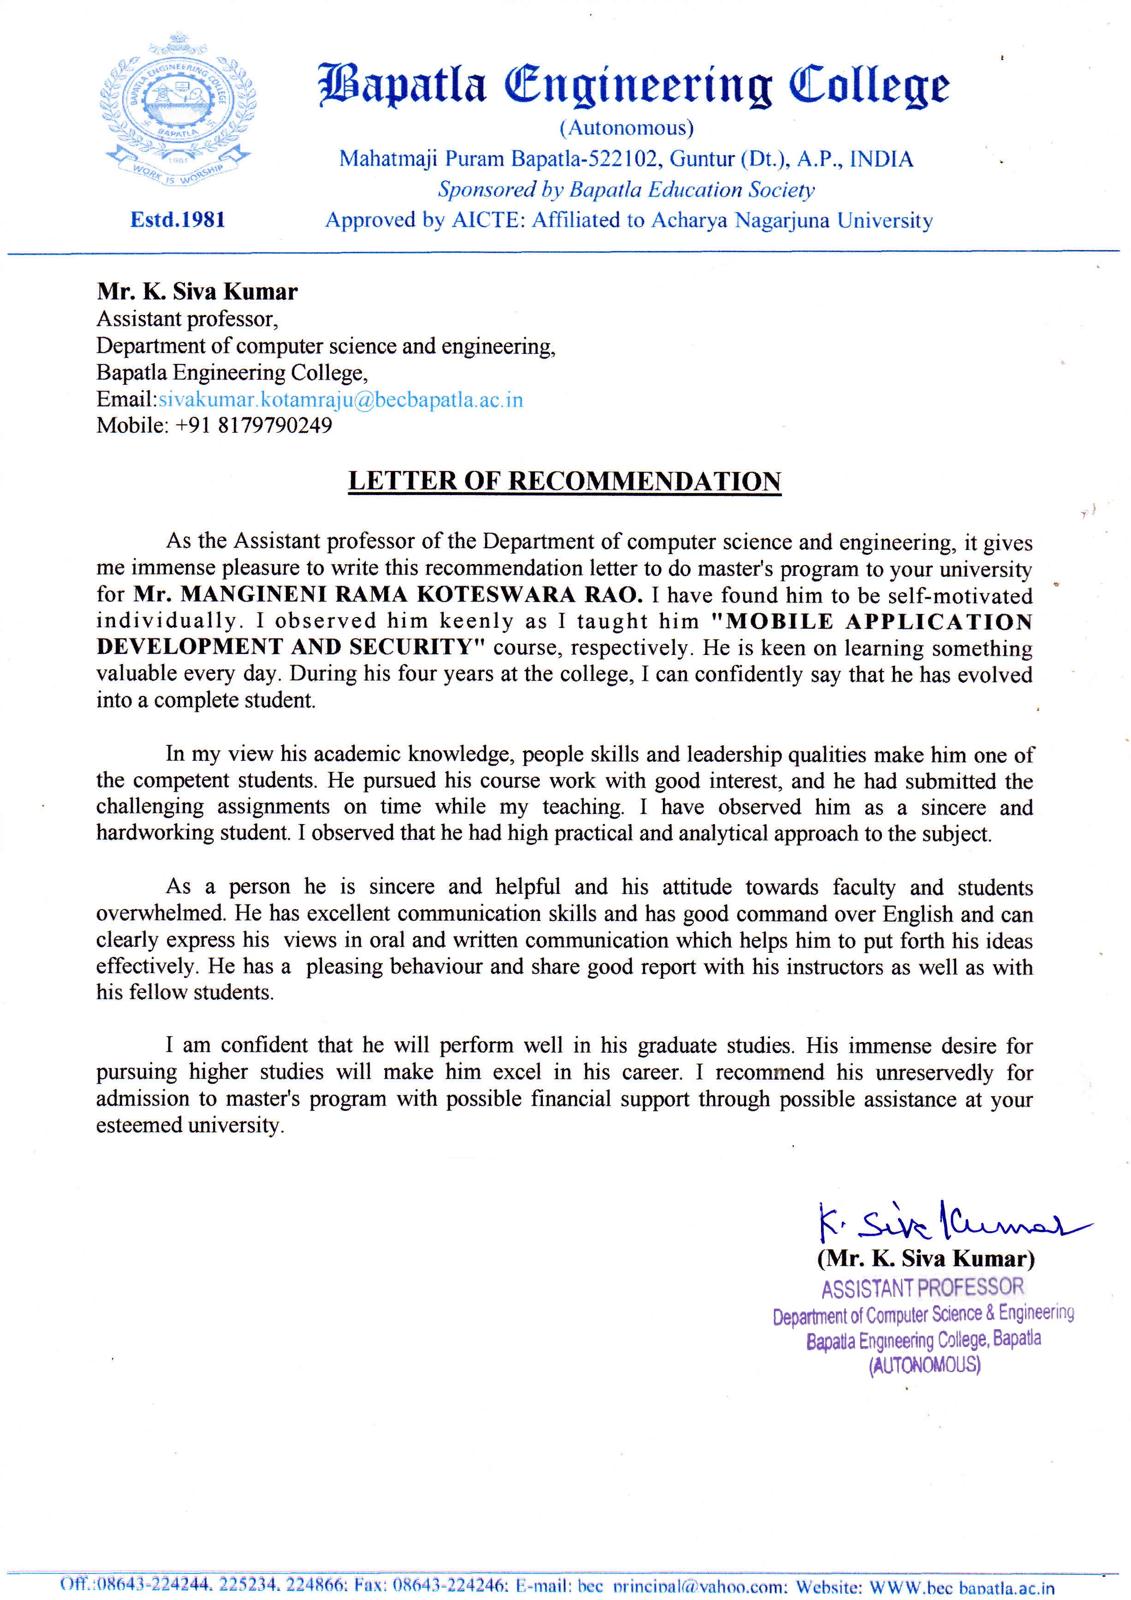 BAPATLA ENGINEERING COLLEGE
BAPATLA
1981
WORK IS WORSHIP
Estd.1981
Bapatla Engineering College
(Autonomous)
Mahatmaji Puram Bapatla-522102, Guntur (Dt.), A.P., INDIA
Sponsored by Bapatla Education Society
Approved by AICTE: Affiliated to Acharya Nagarjuna University
Mr. K. Siva Kumar
Assistant professor,
Department of computer science and engineering,
Bapatla Engineering College,
Email:sivakumar.kotamraju@becbapatla.ac.in
Mobile: +91 8179790249
LETTER OF RECOMMENDATION
As the Assistant professor of the Department of computer science and engineering, it gives
me immense pleasure to write this recommendation letter to do master's program to your university
for Mr. MANGINENI RAMA KOTESWARA RAO. I have found him to be self-motivated
individually. I observed him keenly as I taught him "MOBILE APPLICATION
DEVELOPMENT AND SECURITY" course, respectively. He is keen on learning something
valuable every day. During his four years at the college, I can confidently say that he has evolved
into a complete student.
In my view his academic knowledge, people skills and leadership qualities make him one of
the competent students. He pursued his course work with good interest, and he had submitted the
challenging assignments on time while my teaching. I have observed him as a sincere and
hardworking student. I observed that he had high practical and analytical approach to the subject.
As a person he is sincere and helpful and his attitude towards faculty and students
overwhelmed. He has excellent communication skills and has good command over English and can
clearly express his views in oral and written communication which helps him to put forth his ideas
effectively. He has a pleasing behaviour and share good report with his instructors as well as with
his fellow students.
I am confident that he will perform well in his graduate studies. His immense desire for
pursuing higher studies will make him excel in his career. I recommend his unreservedly for
admission to master's program with possible financial support through possible assistance at your
esteemed university.
K. Siva Kumar
(Mr. K. Siva Kumar)
ASSISTANT PROFESSOR
Department of Computer Science & Engineering
Bapatla Engineering College, Bapatla
(AUTONOMOUS)
Off.:08643-224244, 225234, 224866; Fax: 08643-224246; E-mail: bec_principal@yahoo.com; Website: WWW.bec bapatla.ac.in